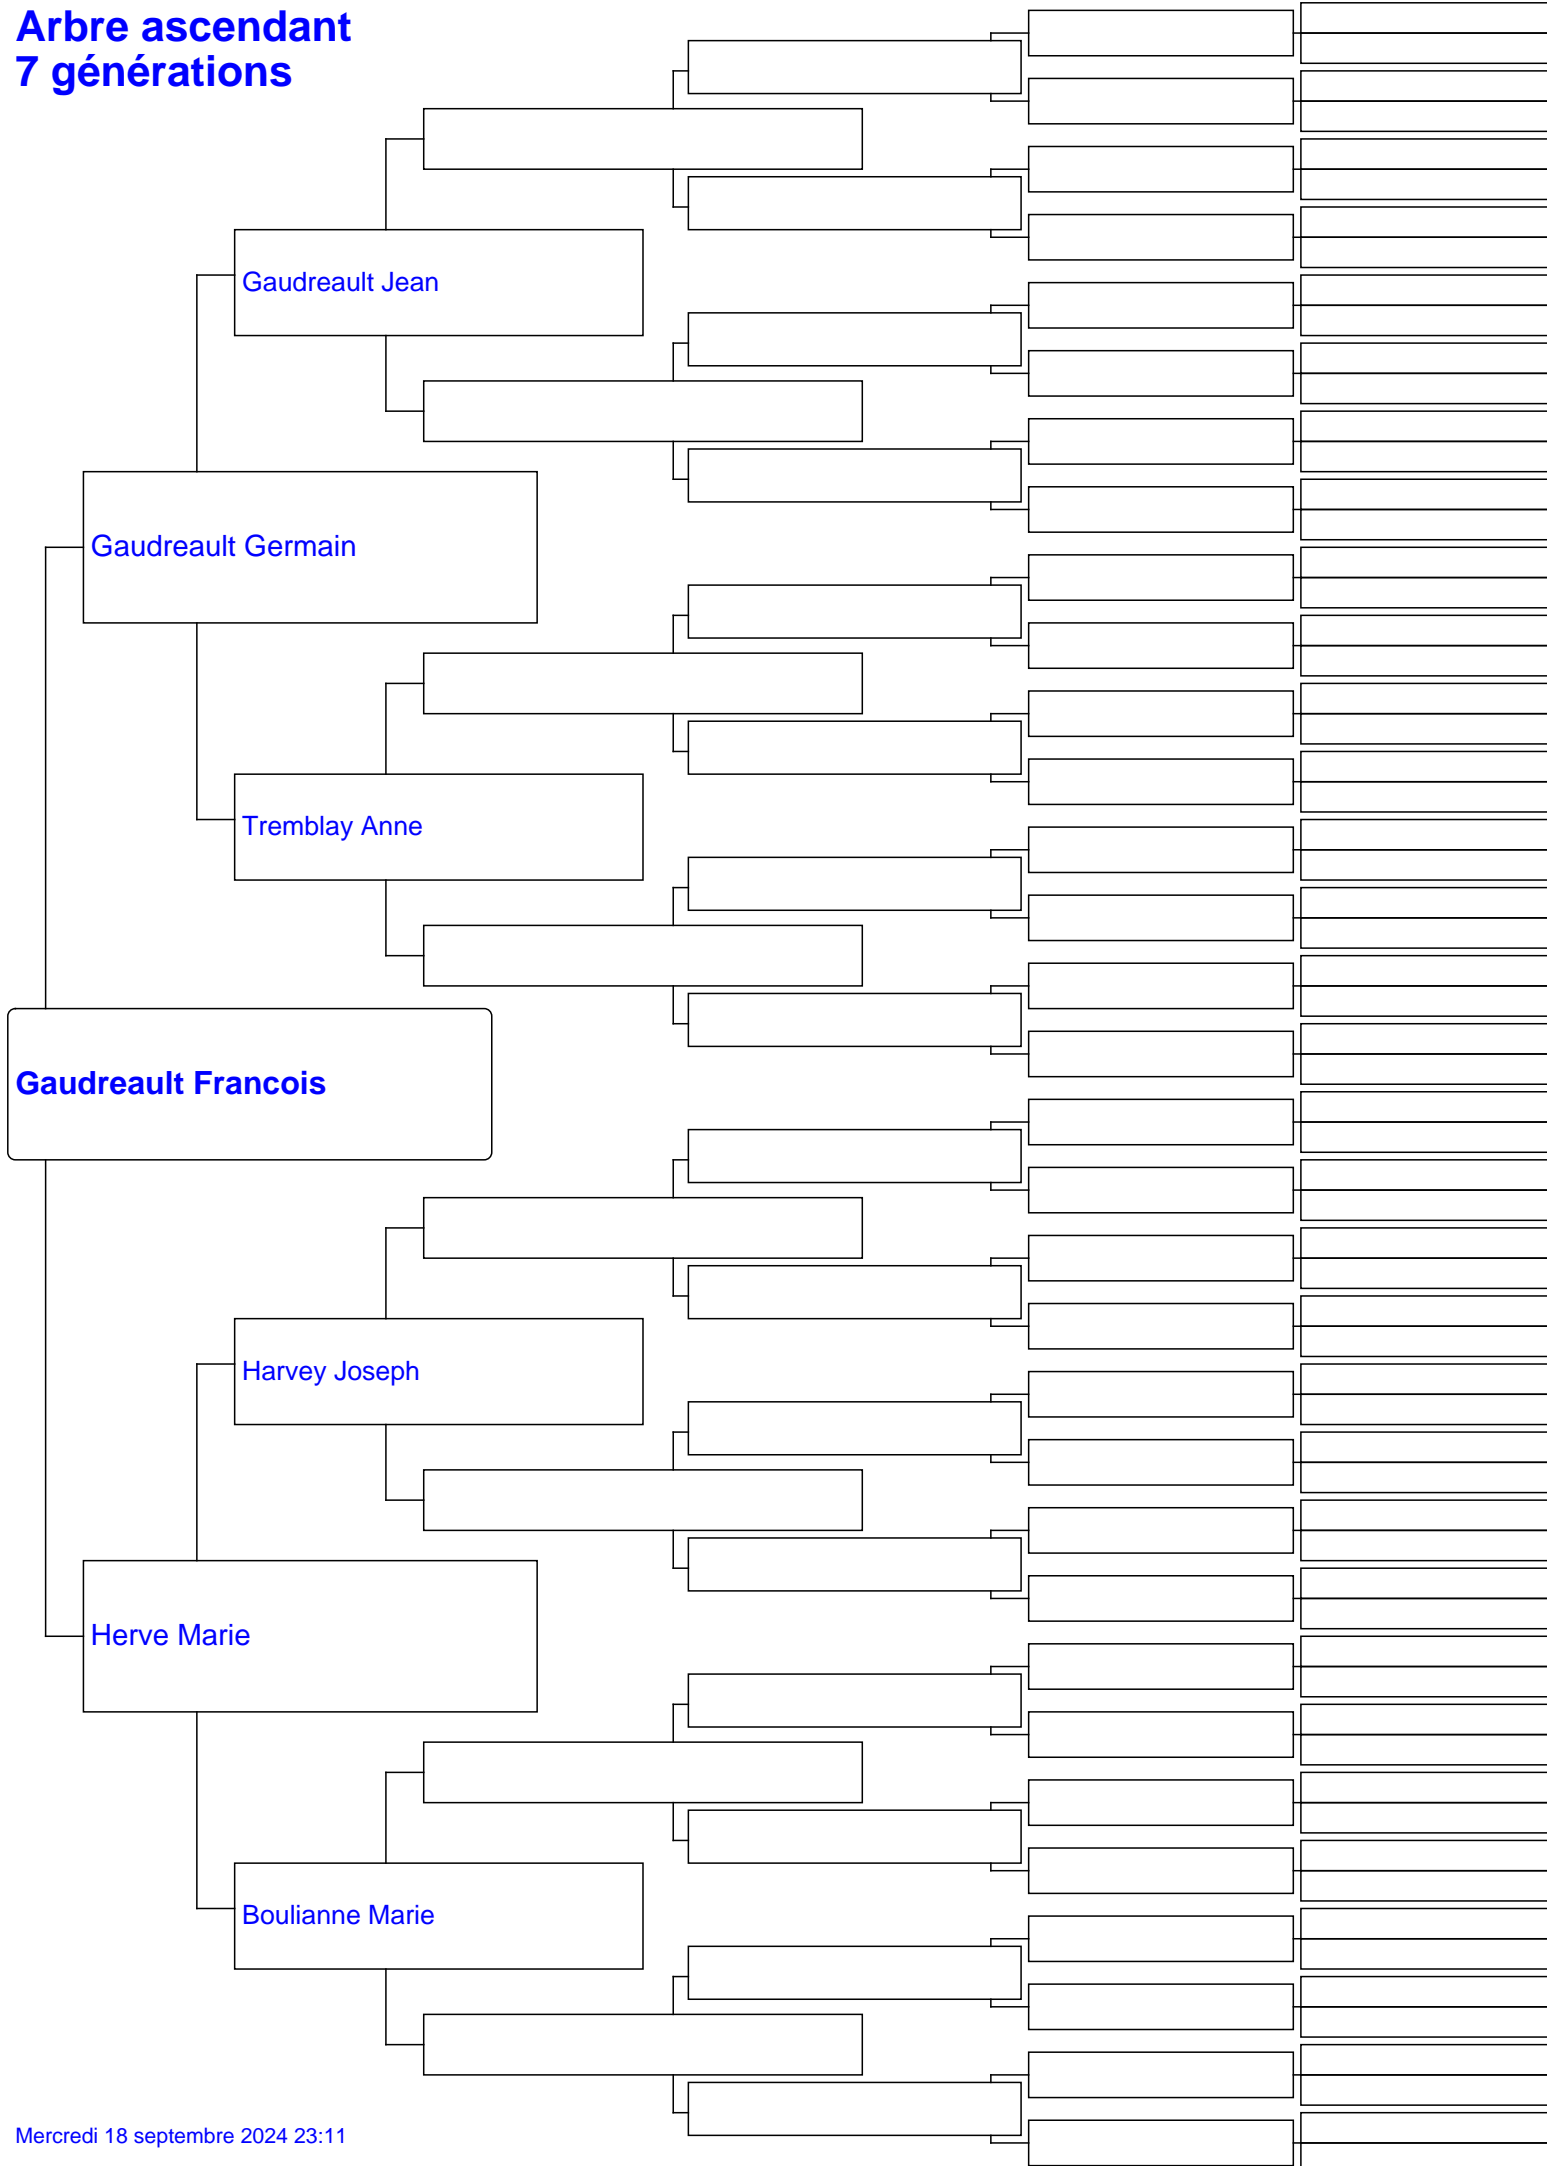 Arbre ascendant
7 générations
Gaudreault Jean
Gaudreault Germain
Tremblay Anne
Gaudreault Francois
Harvey Joseph
Herve Marie
Boulianne Marie
Mercredi 18 septembre 2024 23:11